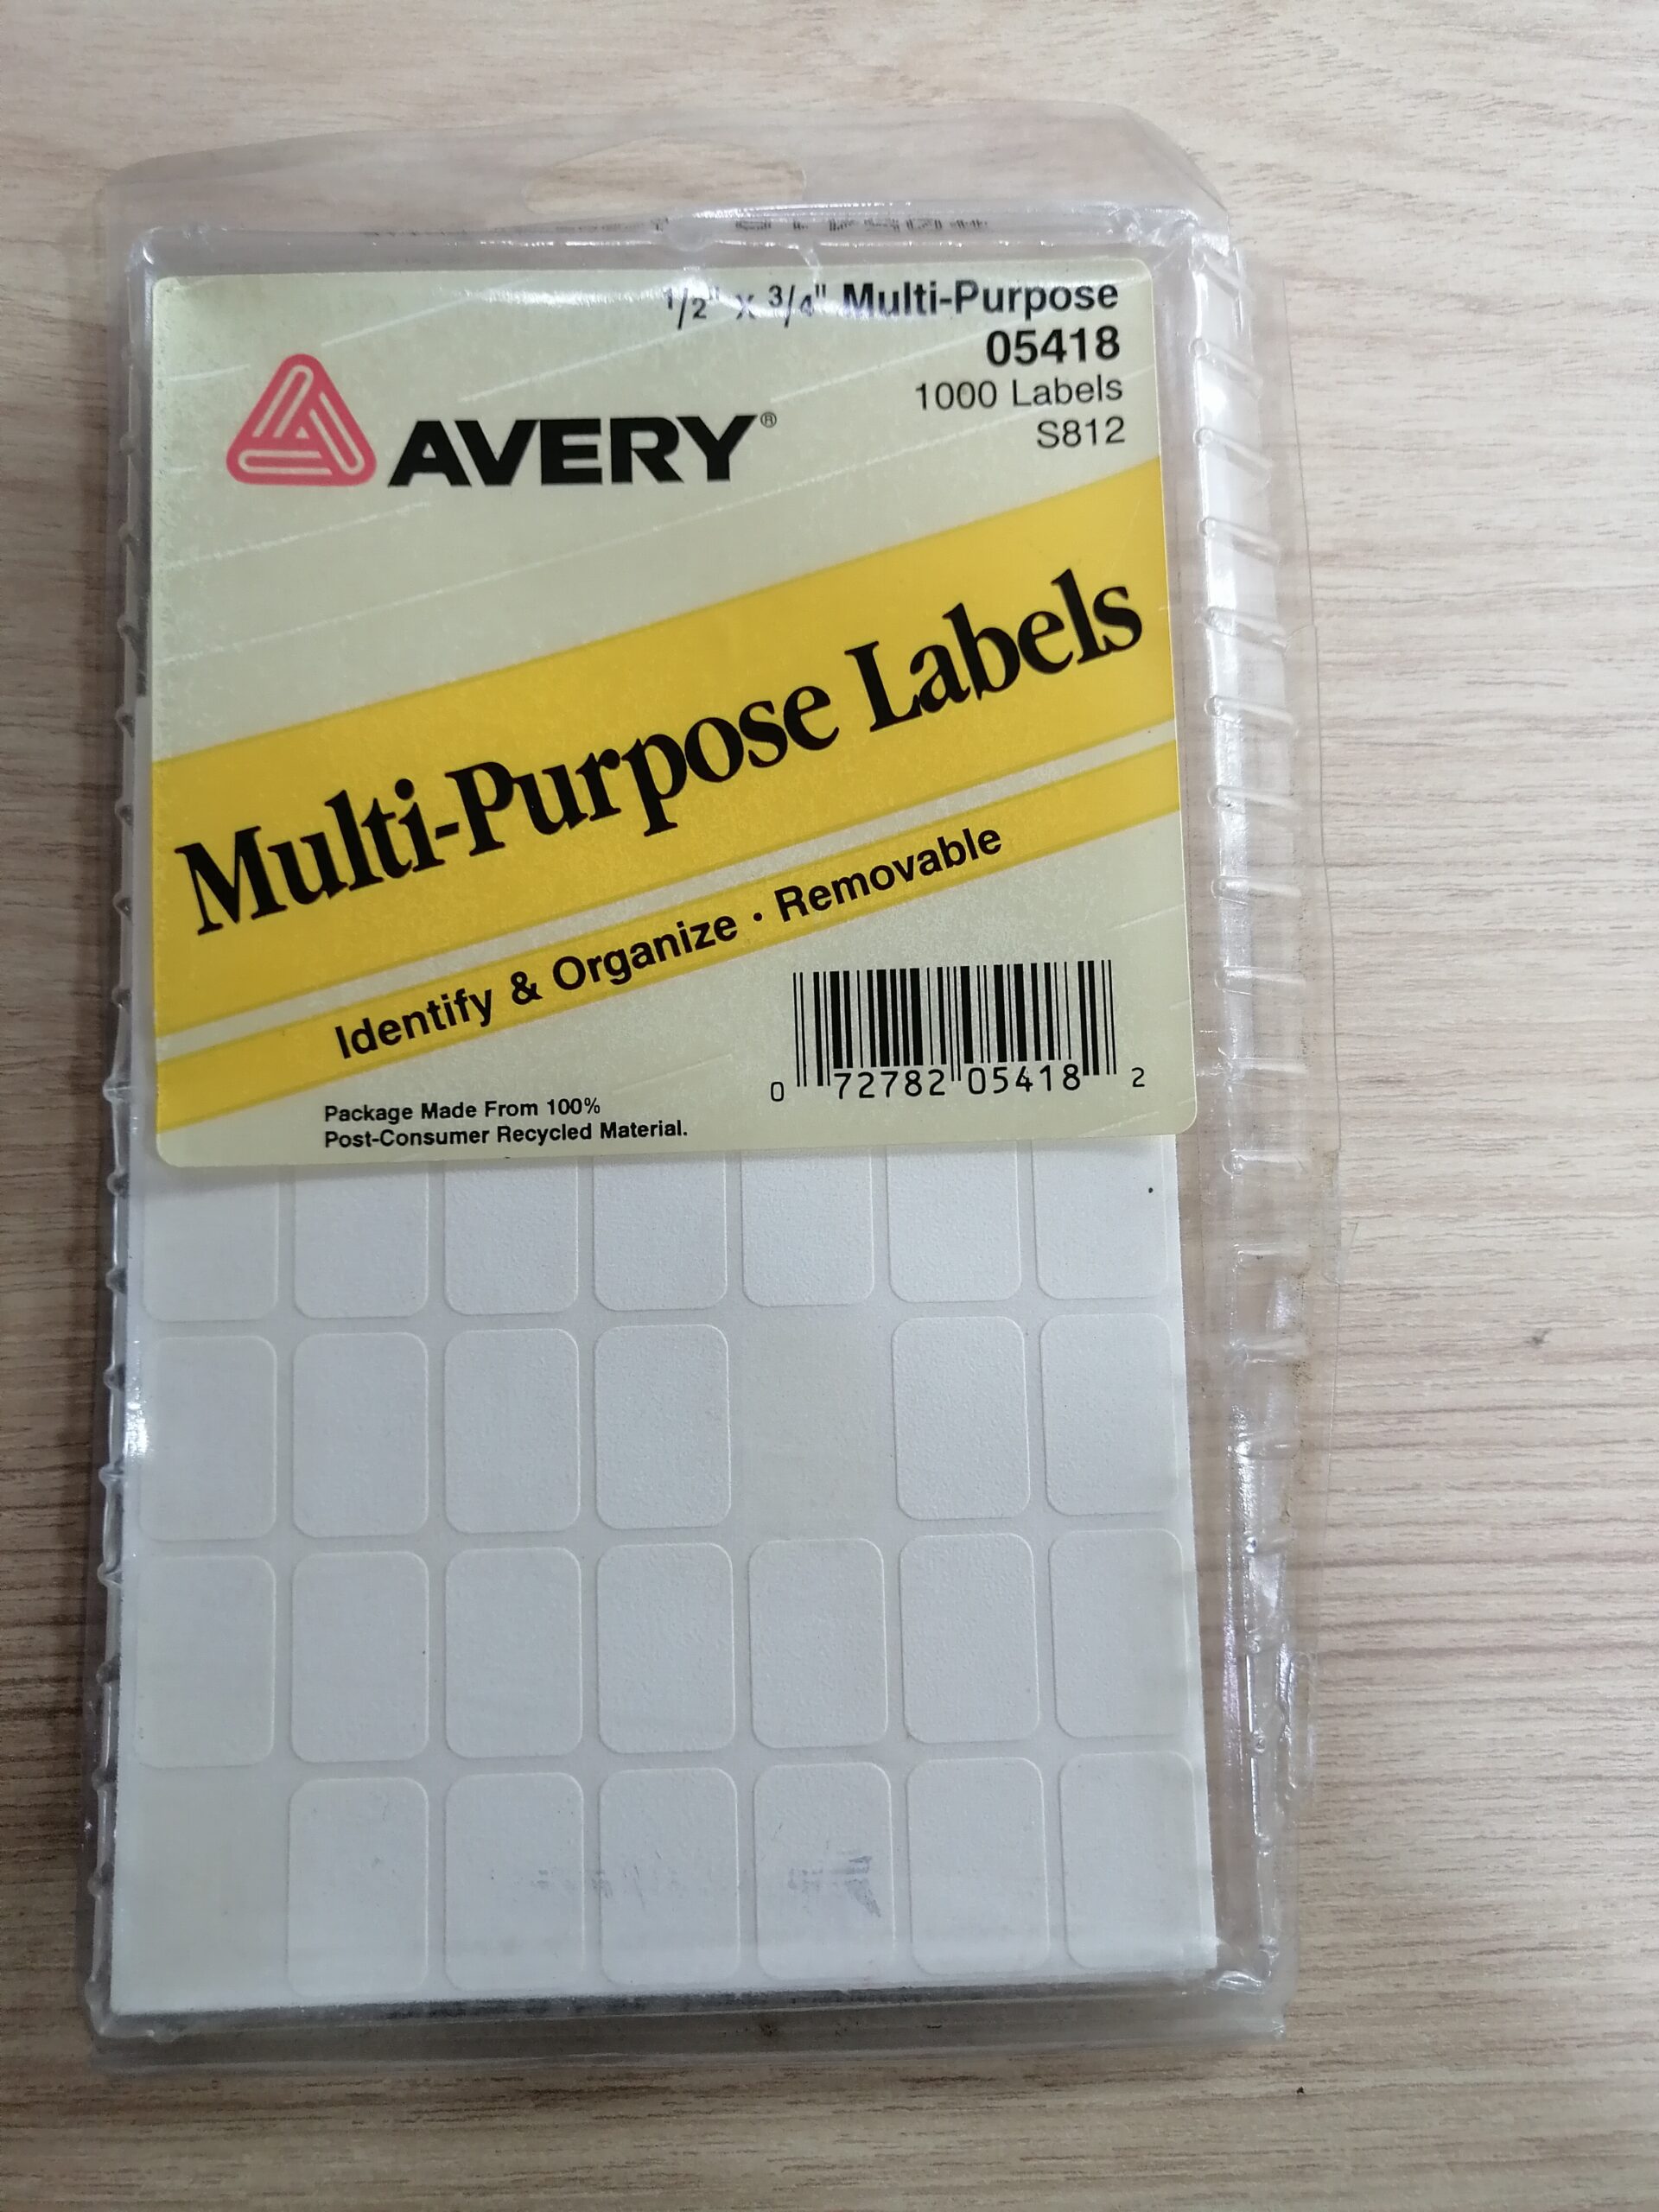 1/2" x 3/4" Multi-Purpose
05418
1000 Labels
S812
AVERY®
Multi-Purpose Labels
Identify & Organize · Removable
0 72782 05418 2
Package Made From 100%
Post-Consumer Recycled Material.